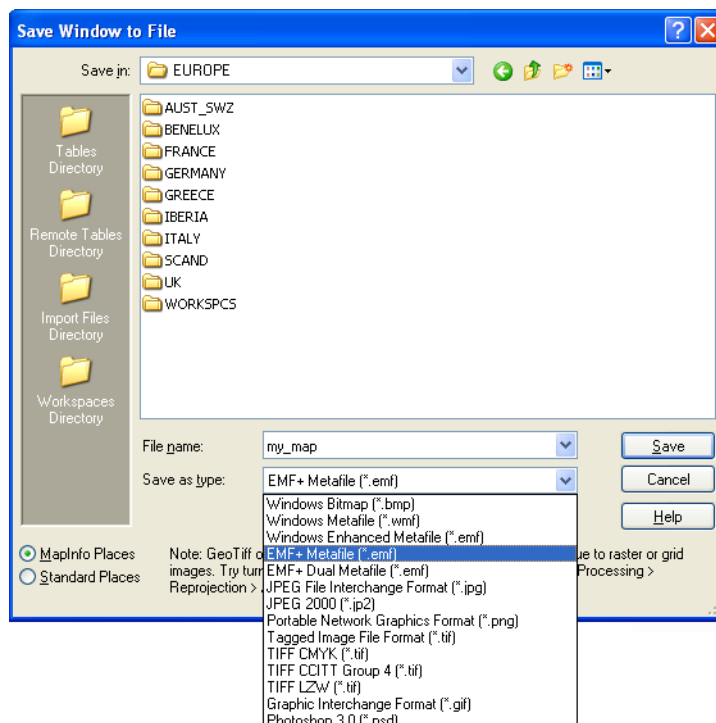 Save Window to File
Save in:
EUROPE
Tables
Directory
Remote Tables
Directory
Import Files
Directory
Workspaces
Directory
AUST_SWZ
BENELUX
FRANCE
GERMANY
GREECE
IBERIA
ITALY
SCAND
UK
WORKSPCS
File name:
my_map
Save
Save as type:
EMF+ Metafile (*.emf)
Cancel
Help
Windows Bitmap (*.bmp)
Windows Metafile (*.wmf)
Windows Enhanced Metafile (*.emf)
EMF+ Metafile (*.emf)
EMF+ Dual Metafile (*.emf)
JPEG File Interchange Format (*.jpg)
JPEG 2000 (*.jp2)
Portable Network Graphics Format (*.png)
Tagged Image File Format (*.tif)
TIFF CMYK (*.tif)
TIFF CCITT Group 4 (*.tif)
TIFF LZW (*.tif)
Graphic Interchange Format (*.gif)
Photoshop 3.0 (*.psd)
MapInfo Places
Standard Places
Note: GeoTiff
to raster or grid
images. Try
Processing >
Reprojection >